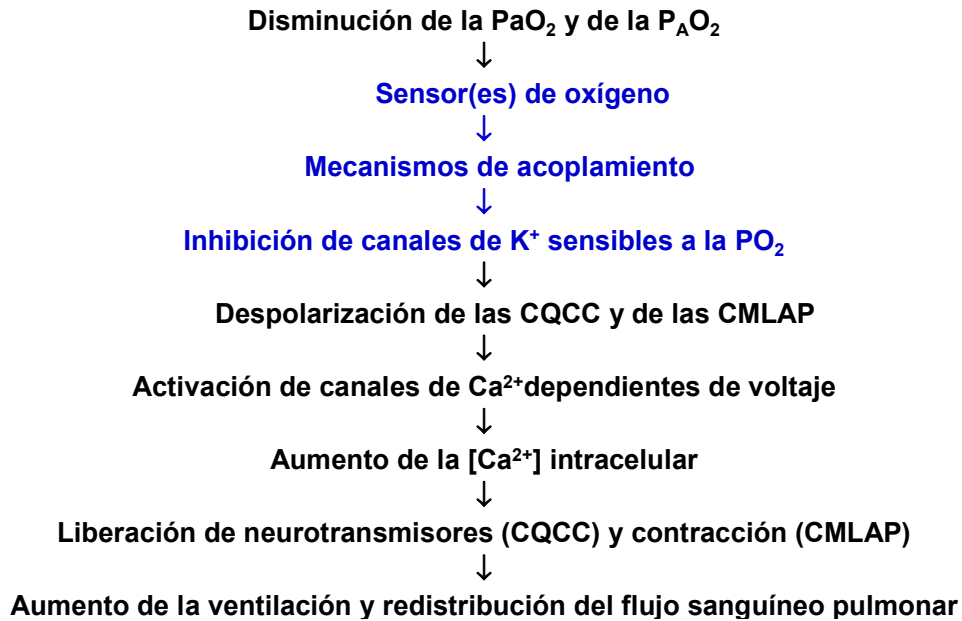 Disminución de la PaO₂ y de la PAO₂
↓
Sensor(es) de oxígeno
↓
Mecanismos de acoplamiento
↓
Inhibición de canales de K⁺ sensibles a la PO₂
↓
Despolarización de las CQCC y de las CMLAP
↓
Activación de canales de Ca²⁺dependientes de voltaje
↓
Aumento de la [Ca²⁺] intracelular
↓
Liberación de neurotransmisores (CQCC) y contracción (CMLAP)
↓
Aumento de la ventilación y redistribución del flujo sanguíneo pulmonar